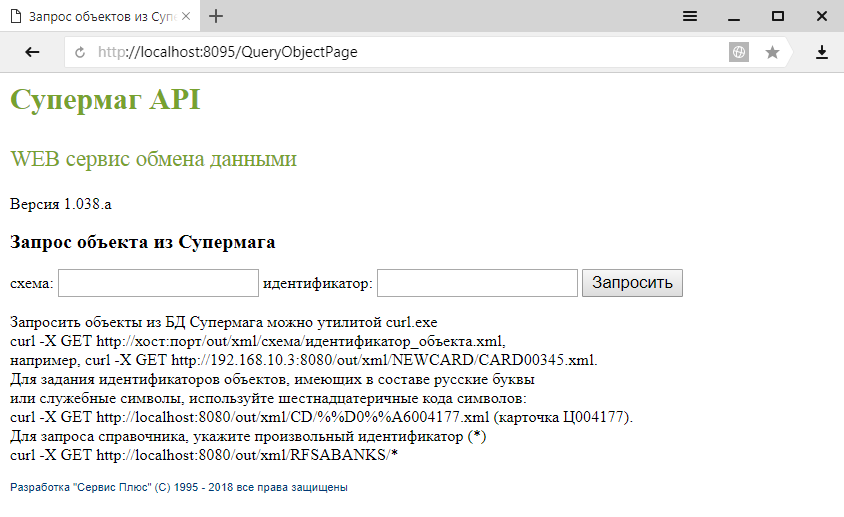 Запрос объектов из Супе
http://localhost:8095/QueryObjectPage
Супермаг API
WEB сервис обмена данными
Версия 1.038.a
Запрос объекта из Супермага
схема: идентификатор: Запросить
Запросить объекты из БД Супермага можно утилитой curl.exe
curl -X GET http://хост:порт/out/xml/схема/идентификатор_объекта.xml,
например, curl -X GET http://192.168.10.3:8080/out/xml/NEWCARD/CARD00345.xml.
Для задания идентификаторов объектов, имеющих в составе русские буквы
или служебные символы, используйте шестнадцатеричные кода символов:
curl -X GET http://localhost:8080/out/xml/CD/%%D0%%A6004177.xml (карточка Ц004177).
Для запроса справочника, укажите произвольный идентификатор (*)
curl -X GET http://localhost:8080/out/xml/RFSABANKS/*
Разработка "Сервис Плюс" (C) 1995 - 2018 все права защищены